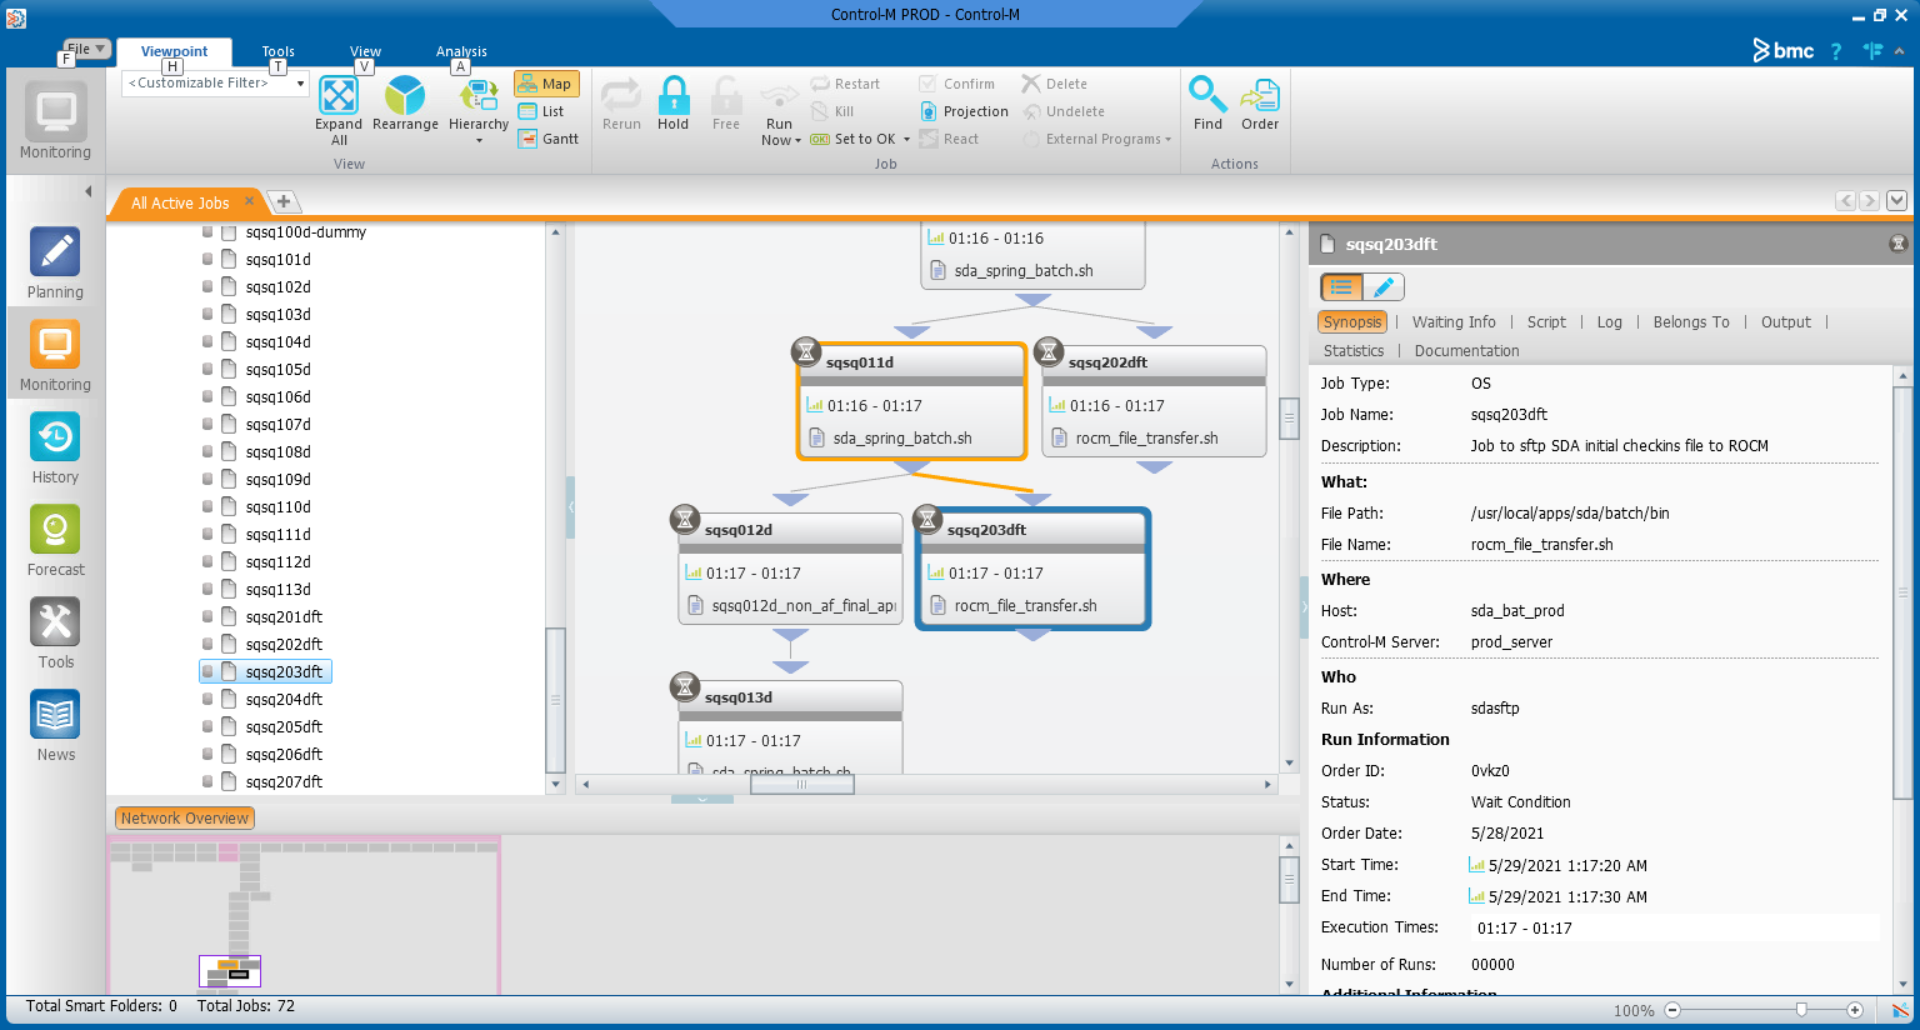 Control-M PROD - Control-M
File
F
Viewpoint
H
Tools
T
View
V
Analysis
A
bmc
?
Monitoring
<Customizable Filter>
Expand
All
Rearrange
Hierarchy
Map
List
Gantt
View
Rerun
Hold
Free
Run
Now
Restart
Kill
OK
Set to OK
Confirm
Projection
React
Delete
Undelete
External Programs
Job
Find
Order
Actions
All Active Jobs
Planning
Monitoring
History
Forecast
Tools
News
sqsq100d-dummy
sqsq101d
sqsq102d
sqsq103d
sqsq104d
sqsq105d
sqsq106d
sqsq107d
sqsq108d
sqsq109d
sqsq110d
sqsq111d
sqsq112d
sqsq113d
sqsq201dft
sqsq202dft
sqsq203dft
sqsq204dft
sqsq205dft
sqsq206dft
sqsq207dft
01:16 - 01:16
sda_spring_batch.sh
sqsq011d
01:16 - 01:17
sda_spring_batch.sh
sqsq202dft
01:16 - 01:17
rocm_file_transfer.sh
sqsq012d
01:17 - 01:17
sqsq012d_non_af_final_ap
sqsq203dft
01:17 - 01:17
rocm_file_transfer.sh
sqsq013d
01:17 - 01:17
sda_spring_batch.sh
sqsq203dft
Synopsis | Waiting Info | Script | Log | Belongs To | Output |
Statistics | Documentation
Job Type: OS
Job Name: sqsq203dft
Description: Job to sftp SDA initial checkins file to ROCM
What:
File Path: /usr/local/apps/sda/batch/bin
File Name: rocm_file_transfer.sh
Where
Host: sda_bat_prod
Control-M Server: prod_server
Who
Run As: sdasftp
Run Information
Order ID: 0vkz0
Status: Wait Condition
Order Date: 5/28/2021
Start Time: 5/29/2021 1:17:20 AM
End Time: 5/29/2021 1:17:30 AM
Execution Times: 01:17 - 01:17
Number of Runs: 00000
Additional Information
Network Overview
Total Smart Folders: 0 Total Jobs: 72
100%